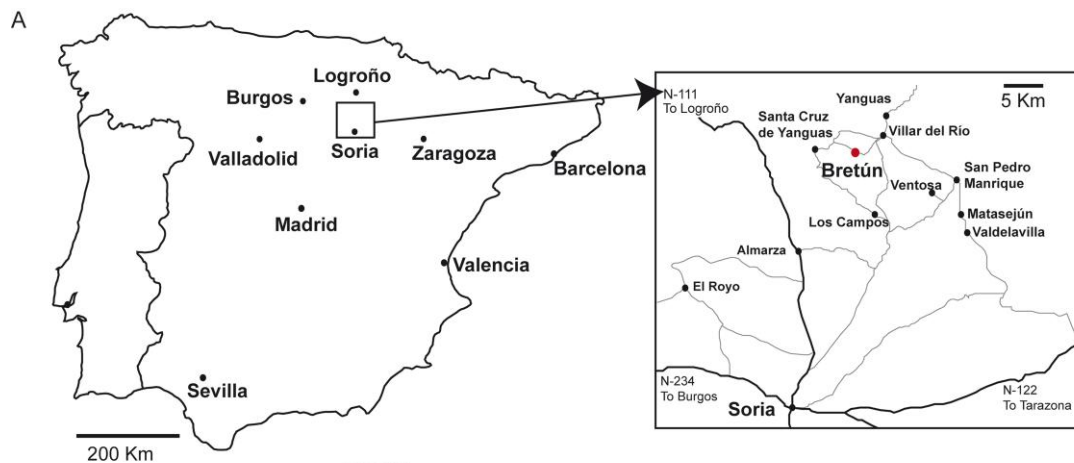 A
Logroño
Burgos
Valladolid
Soria
Zaragoza
Barcelona
Madrid
Valencia
Sevilla
200 Km
N-111
To Logroño
5 Km
Yanguas
Santa Cruz
de Yanguas
Villar del Río
Bretún
San Pedro
Manrique
Ventosa
Los Campos
Matasejún
Valdelavilla
Almarza
El Royo
N-234
To Burgos
Soria
N-122
To Tarazona